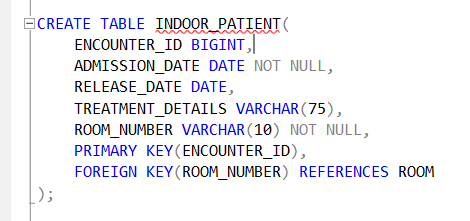 CREATE TABLE INDOOR_PATIENT(
ENCOUNTER_ID BIGINT,
ADMISSION_DATE DATE NOT NULL,
RELEASE_DATE DATE,
TREATMENT_DETAILS VARCHAR(75),
ROOM_NUMBER VARCHAR(10) NOT NULL,
PRIMARY KEY(ENCOUNTER_ID),
FOREIGN KEY(ROOM_NUMBER) REFERENCES ROOM
);